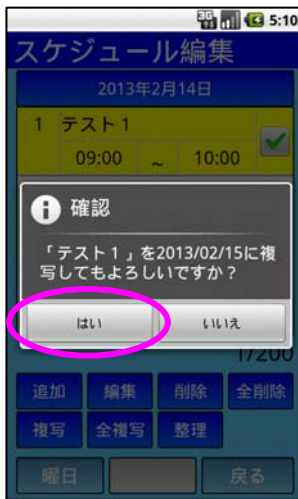 3G 5:10
スケジュール編集
2013年2月14日
1 テスト1
09:00 ~ 10:00
確認
「テスト1」を2013/02/15に複
写してもよろしいですか？
はい いいえ
1/200
追加 編集 削除 全削除
複写 全複写 整理
曜日 戻る